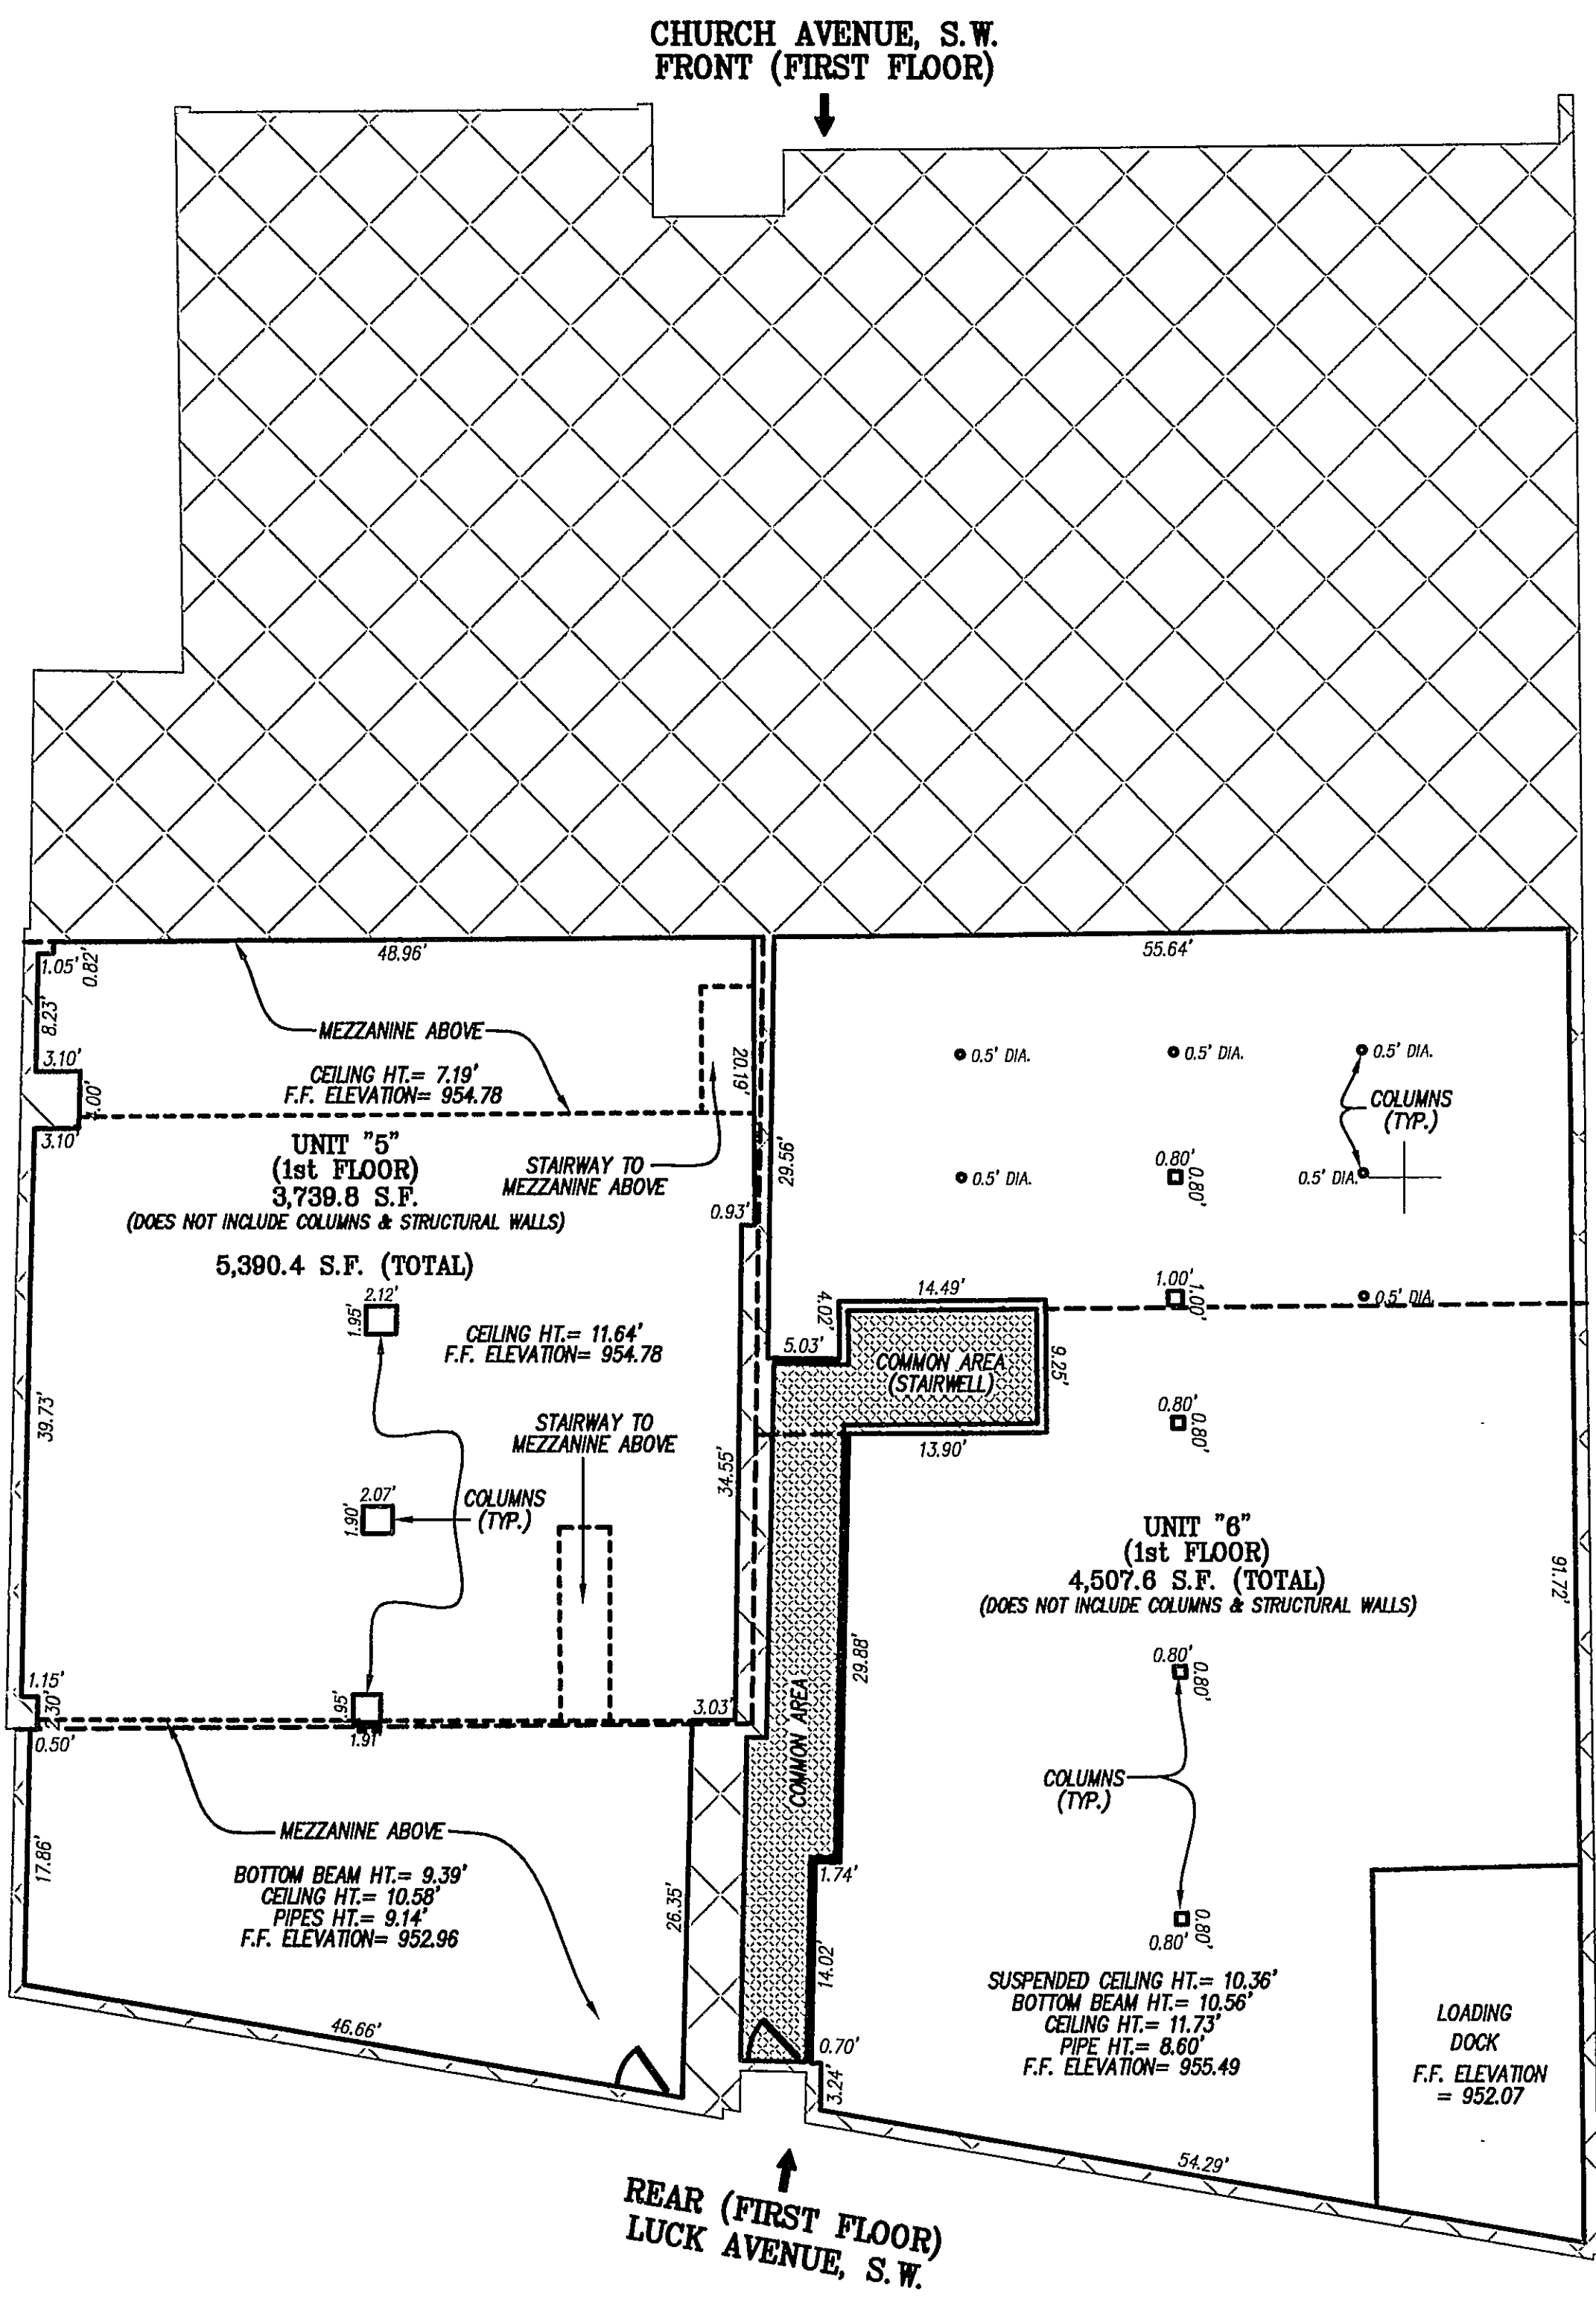 CHURCH AVENUE, S.W.
FRONT (FIRST FLOOR)
48.96'
55.64'
1.05'
0.82'
8.23'
MEZZANINE ABOVE
CEILING HT.= 7.19'
F.F. ELEVATION= 954.78
3.10'
4.00'
3.10'
20.19'
29.56'
0.5' DIA.
0.5' DIA.
0.5' DIA.
COLUMNS
(TYP.)
UNIT "5"
(1st FLOOR)
3,739.8 S.F.
(DOES NOT INCLUDE COLUMNS & STRUCTURAL WALLS)
5,390.4 S.F. (TOTAL)
STAIRWAY TO
MEZZANINE ABOVE
0.93'
0.5' DIA.
0.80'
0.80'
0.5' DIA.
2.12'
1.95'
CEILING HT.= 11.64'
F.F. ELEVATION= 954.78
4.02'
14.49'
1.00'
1.00'
0.5' DIA.
5.03'
COMMON AREA
(STAIRWELL)
9.25'
39.73'
STAIRWAY TO
MEZZANINE ABOVE
34.55'
13.90'
0.80'
0.80'
2.07'
1.90'
COLUMNS
(TYP.)
UNIT "6"
(1st FLOOR)
4,507.6 S.F. (TOTAL)
(DOES NOT INCLUDE COLUMNS & STRUCTURAL WALLS)
91.72'
29.88'
0.80'
0.80'
1.15'
2.30'
0.50'
1.95'
1.91'
3.03'
COMMON AREA
COLUMNS
(TYP.)
17.86'
MEZZANINE ABOVE
BOTTOM BEAM HT.= 9.39'
CEILING HT.= 10.58'
PIPES HT.= 9.14'
F.F. ELEVATION= 952.96
26.35'
1.74'
14.02'
0.80'
0.80'
SUSPENDED CEILING HT.= 10.36'
BOTTOM BEAM HT.= 10.56'
CEILING HT.= 11.73'
PIPE HT.= 8.60'
F.F. ELEVATION= 955.49
LOADING
DOCK
F.F. ELEVATION
= 952.07
46.66'
0.70'
3.24'
54.29'
REAR (FIRST FLOOR)
LUCK AVENUE, S.W.